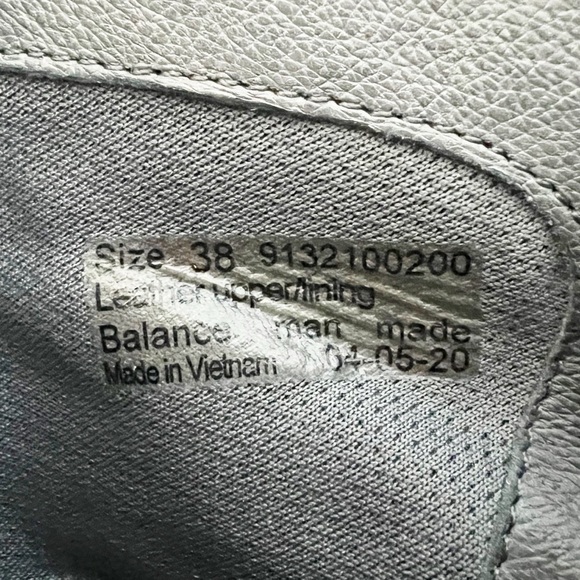 Size 38 9132100200
Leather upper/lining
Balance man made
Made in Vietnam 04-05-20